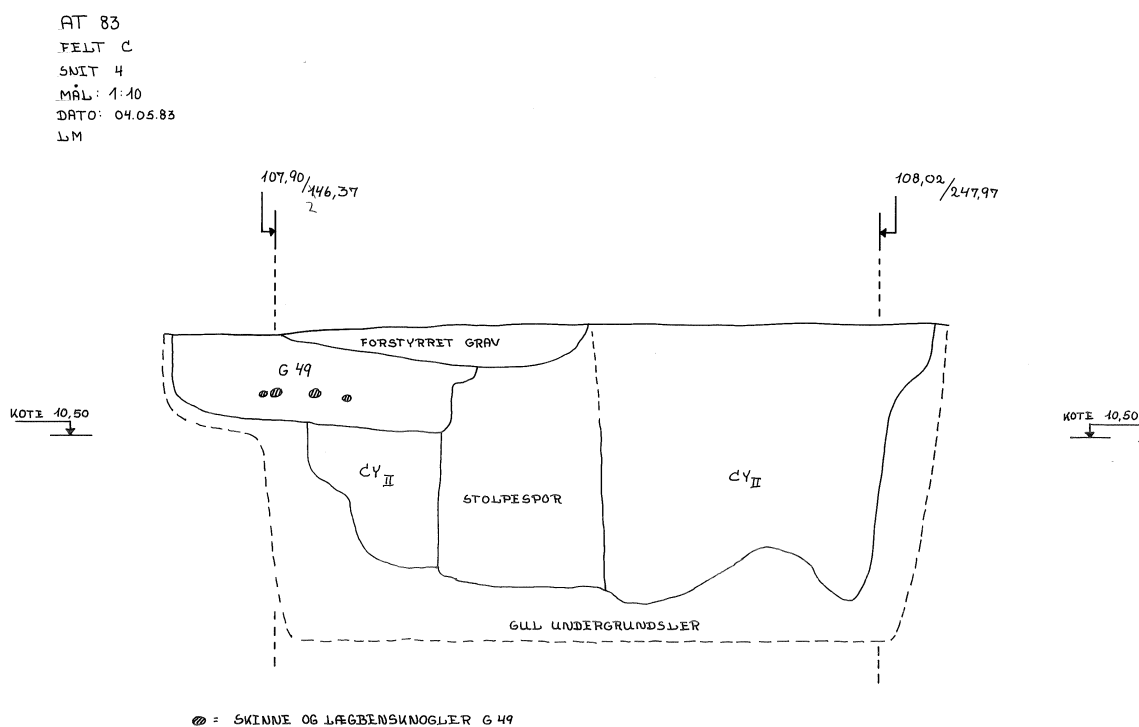 AT 83
FELT C
SNIT 4
MÅL: 1:10
DATO: 04.05.83
LM
107,90/146,37
2
108,02/247,97
FORSTYRRET GRAV
G 49
KOTE 10,50
KOTE 10,50
CY II
STOLPESPOR
CY II
GUL UNDERGRUNDSLER
= SKINNE OG LÆGBENSKNOGLER G 49